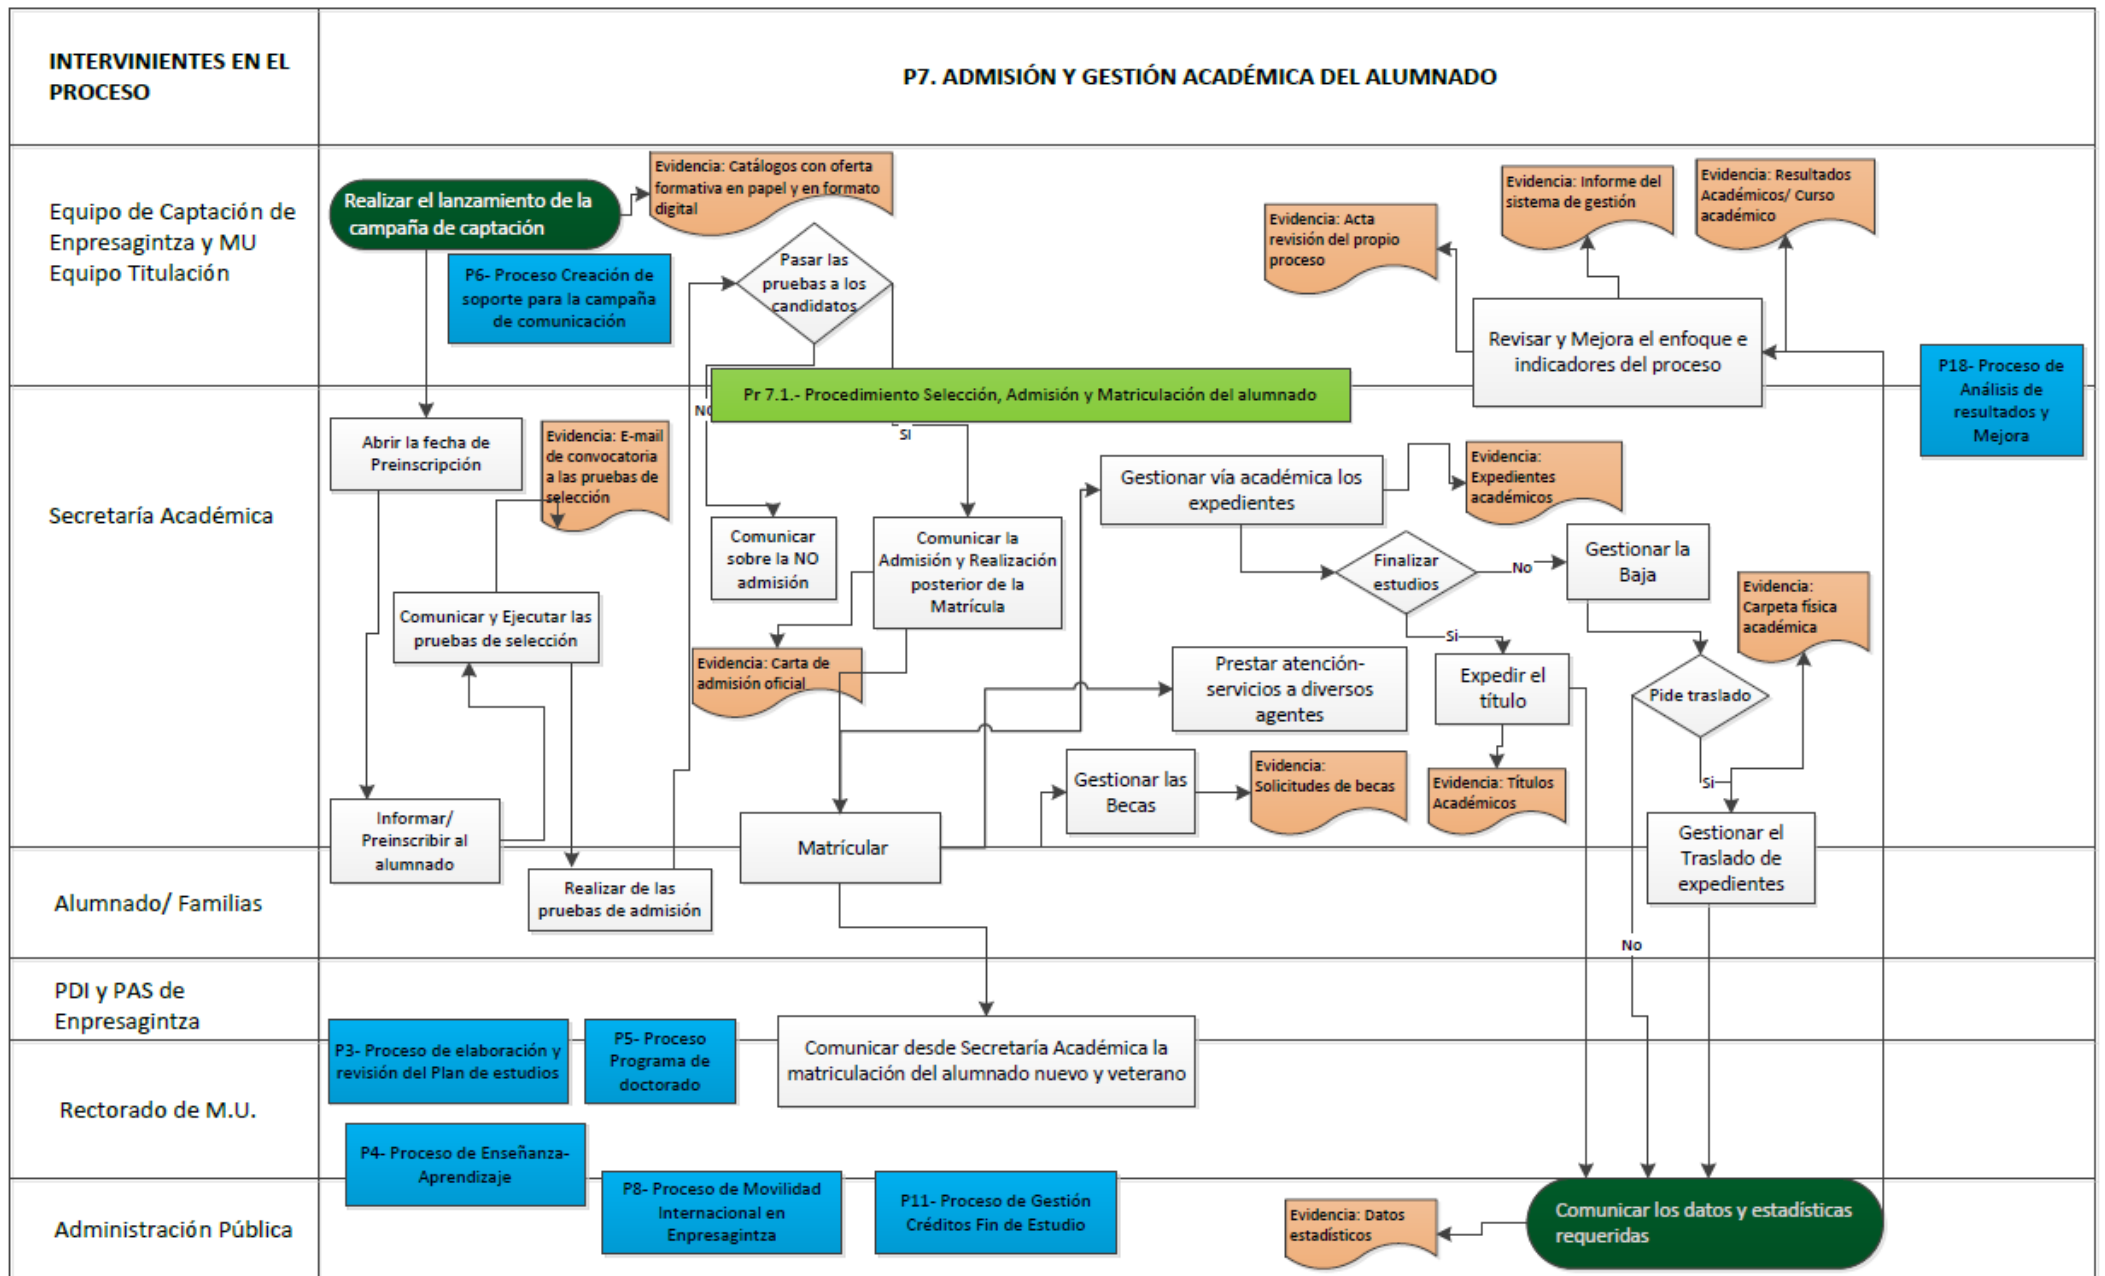 INTERVINIENTES EN EL
PROCESO
P7. ADMISIÓN Y GESTIÓN ACADÉMICA DEL ALUMNADO
Equipo de Captación de
Enpresagintza y MU
Equipo Titulación
Realizar el lanzamiento de la
campaña de captación
Evidencia: Catálogos con oferta
formativa en papel y en formato
digital
P6- Proceso Creación de
soporte para la campaña
de comunicación
Pasar las
pruebas a los
candidatos
Evidencia: Acta
revisión del propio
proceso
Evidencia: Informe del
sistema de gestión
Evidencia: Resultados
Académicos/ Curso
académico
Revisar y Mejora el enfoque e
indicadores del proceso
P18- Proceso de
Análisis de
resultados y
Mejora
Pr 7.1.- Procedimiento Selección, Admisión y Matriculación del alumnado
NO
SI
Secretaría Académica
Abrir la fecha de
Preinscripción
Evidencia: E-mail
de convocatoria
a las pruebas de
selección
Comunicar y Ejecutar las
pruebas de selección
Comunicar
sobre la NO
admisión
Comunicar la
Admisión y Realización
posterior de la
Matrícula
Evidencia: Carta de
admisión oficial
Gestionar vía académica los
expedientes
Evidencia:
Expedientes
académicos
Finalizar
estudios
No
Gestionar la
Baja
Si
Evidencia:
Carpeta física
académica
Prestar atención-
servicios a diversos
agentes
Expedir el
título
Pide traslado
Gestionar las
Becas
Evidencia:
Solicitudes de becas
Evidencia: Títulos
Académicos
Si
Informar/
Preinscribir al
alumnado
Matrícular
Gestionar el
Traslado de
expedientes
Alumnado/ Familias
Realizar de las
pruebas de admisión
No
PDI y PAS de
Enpresagintza
P3- Proceso de elaboración y
revisión del Plan de estudios
P5- Proceso
Programa de
doctorado
Comunicar desde Secretaría Académica la
matriculación del alumnado nuevo y veterano
Rectorado de M.U.
P4- Proceso de Enseñanza-
Aprendizaje
P8- Proceso de Movilidad
Internacional en
Enpresagintza
P11- Proceso de Gestión
Créditos Fin de Estudio
Administración Pública
Evidencia: Datos
estadísticos
Comunicar los datos y estadísticas
requeridas